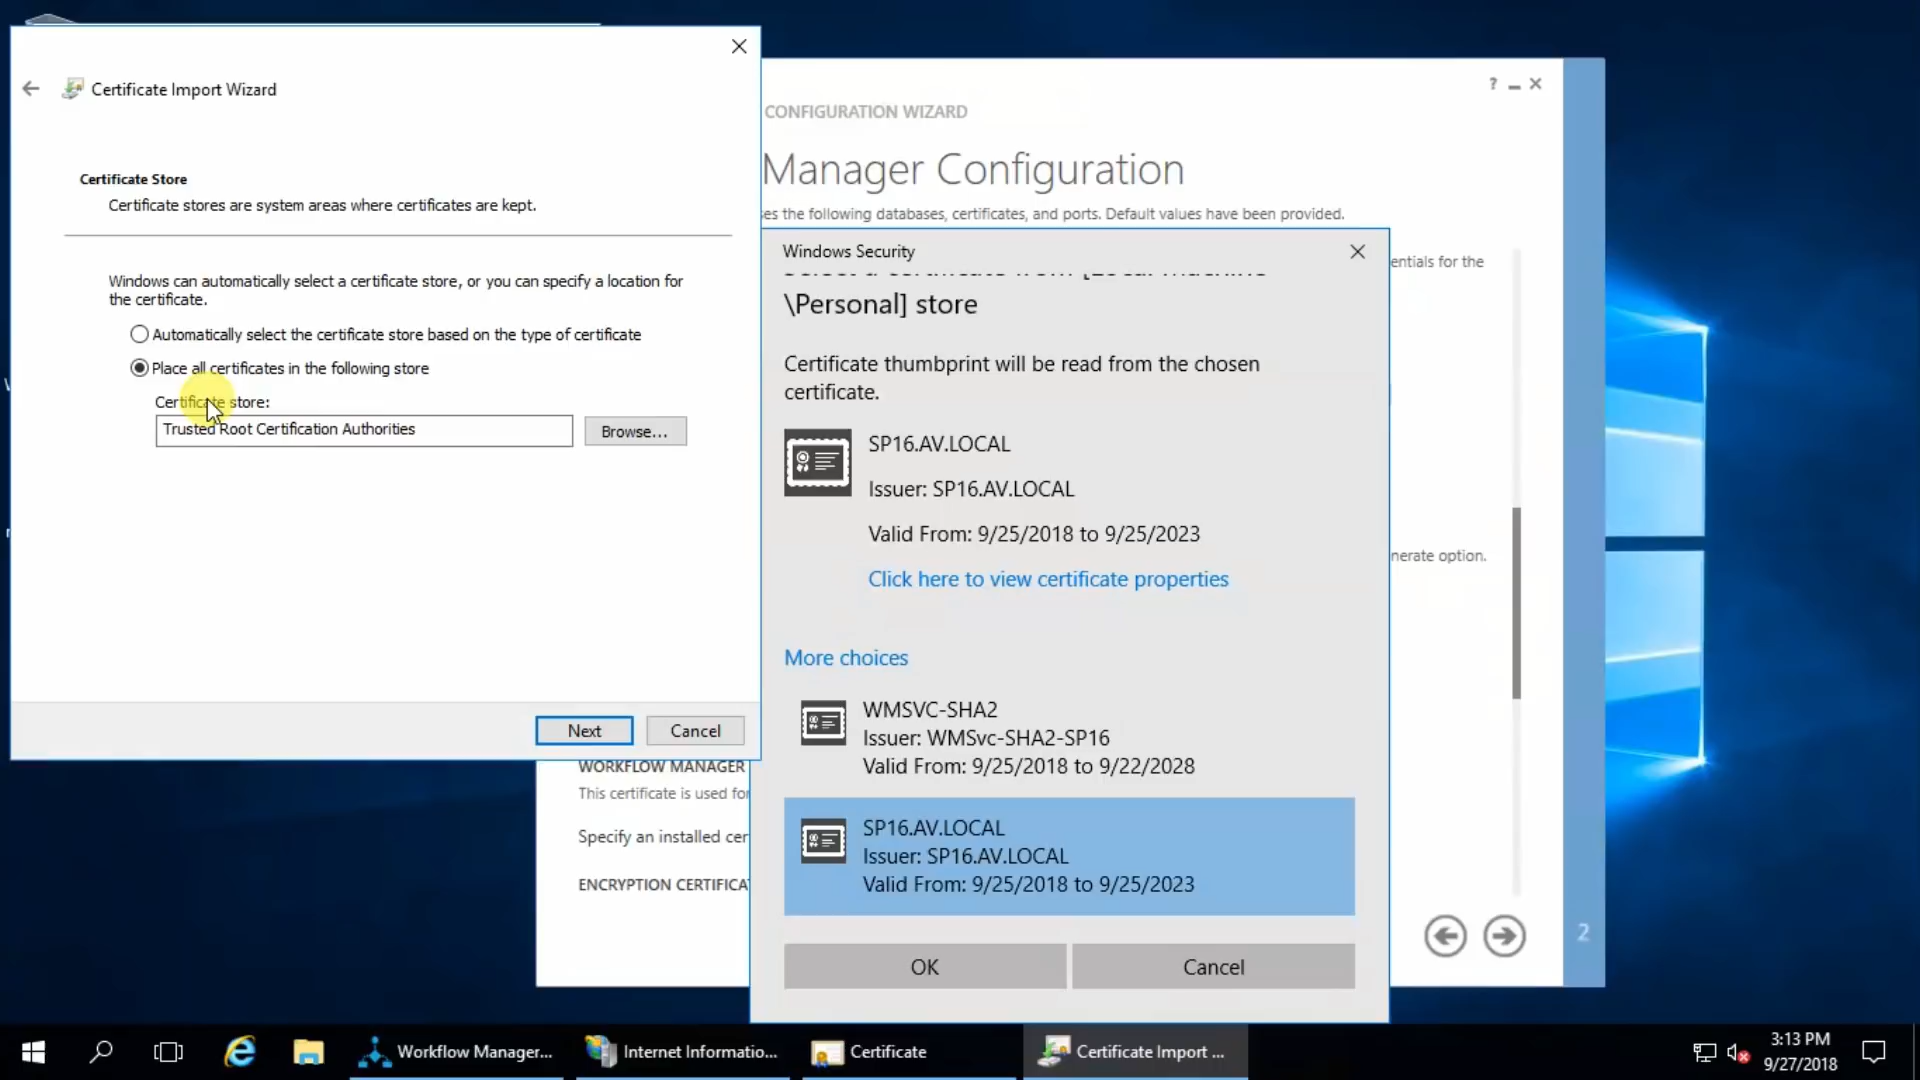 Certificate Import Wizard
Certificate Store
Certificate stores are system areas where certificates are kept.
Windows can automatically select a certificate store, or you can specify a location for
the certificate.
Automatically select the certificate store based on the type of certificate
Place all certificates in the following store
Certificate store:
Trusted Root Certification Authorities
Browse...
Next
Cancel
?
CONFIGURATION WIZARD
Manager Configuration
the following databases, certificates, and ports. Default values have been provided.
entials for the
nerate option.
WORKFLOW MANAGER
This certificate is used for
Specify an installed cer
ENCRYPTION CERTIFICA
2
Windows Security
\Personal] store
Certificate thumbprint will be read from the chosen
certificate.
SP16.AV.LOCAL
Issuer: SP16.AV.LOCAL
Valid From: 9/25/2018 to 9/25/2023
Click here to view certificate properties
More choices
WMSVC-SHA2
Issuer: WMSvc-SHA2-SP16
Valid From: 9/25/2018 to 9/22/2028
SP16.AV.LOCAL
Issuer: SP16.AV.LOCAL
Valid From: 9/25/2018 to 9/25/2023
OK
Cancel
Workflow Manager...
Internet Informatio...
Certificate
Certificate Import ...
3:13 PM
9/27/2018